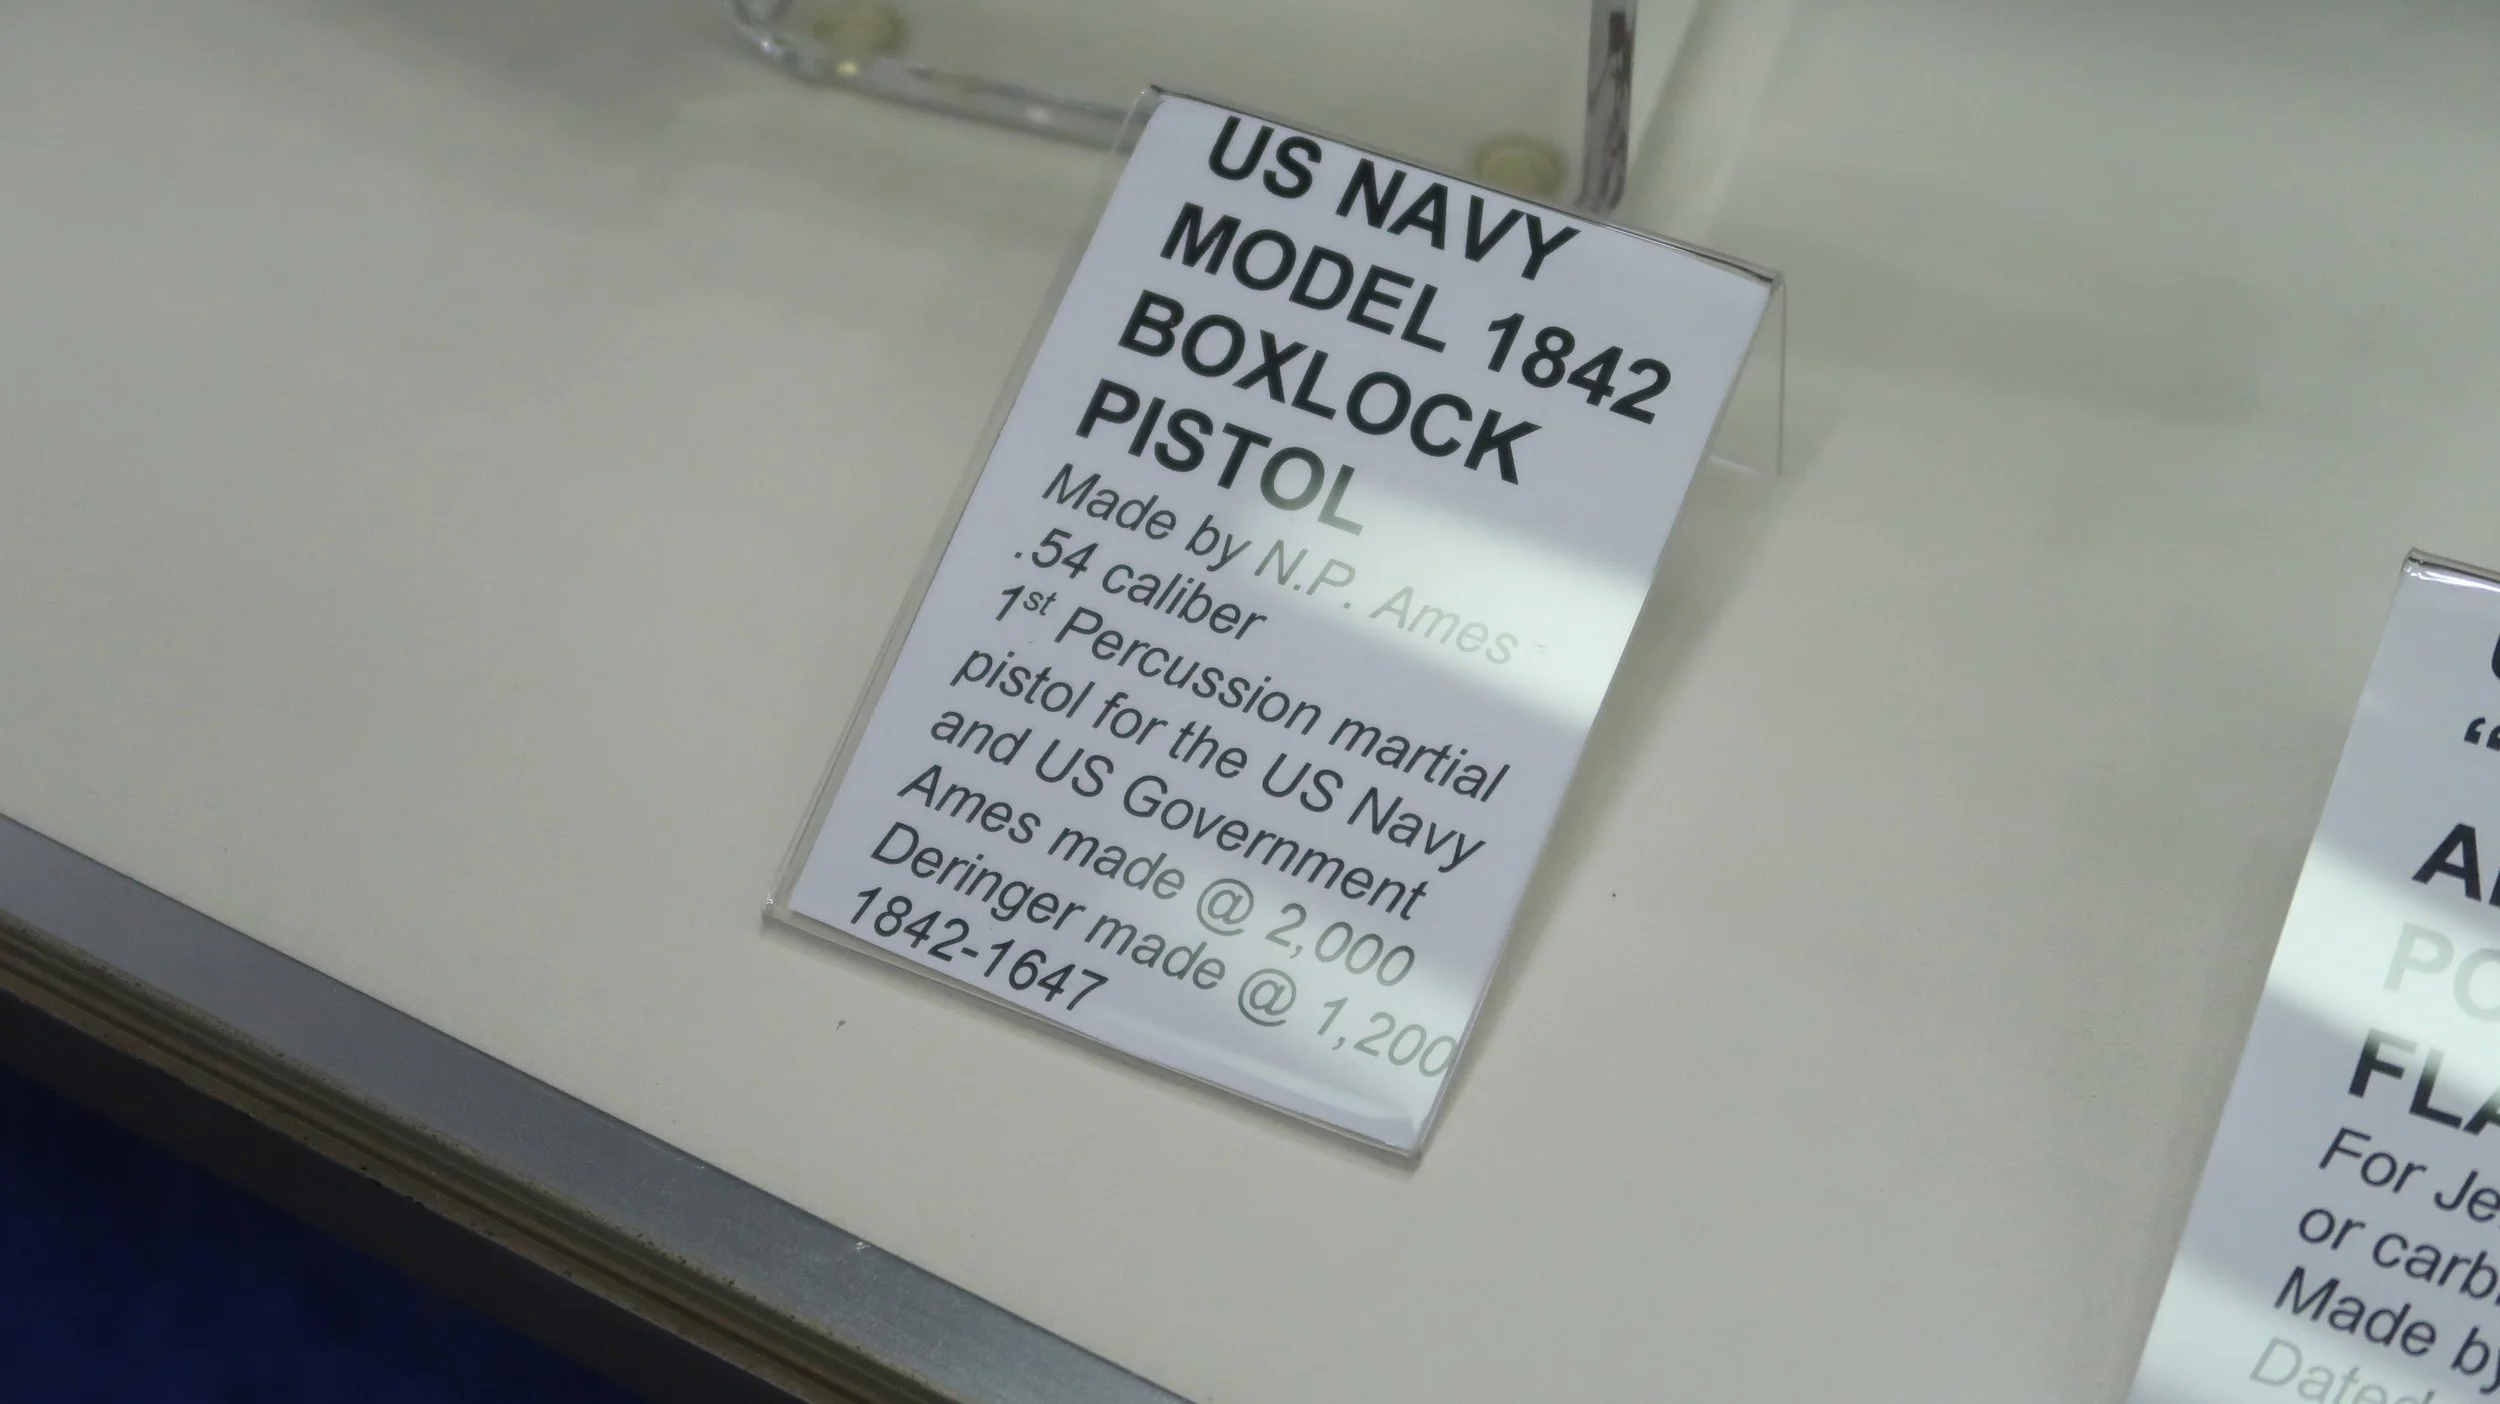 US NAVY
MODEL 1842
BOXLOCK
PISTOL
Made by N.P. Ames
.54 caliber
1st Percussion martial
pistol for the US Navy
and US Government
Ames made @ 2,000
Deringer made @ 1,200
1842-1647
“
FLA
For Je
or carb
Made by
Dated